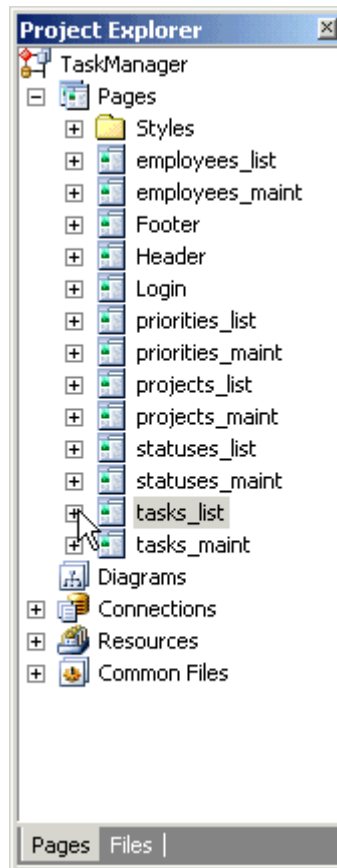 Project Explorer
TaskManager
Pages
Styles
employees_list
employees_maint
Footer
Header
Login
priorities_list
priorities_maint
projects_list
projects_maint
statuses_list
statuses_maint
tasks_list
tasks_maint
Diagrams
Connections
Resources
Common Files
Pages Files